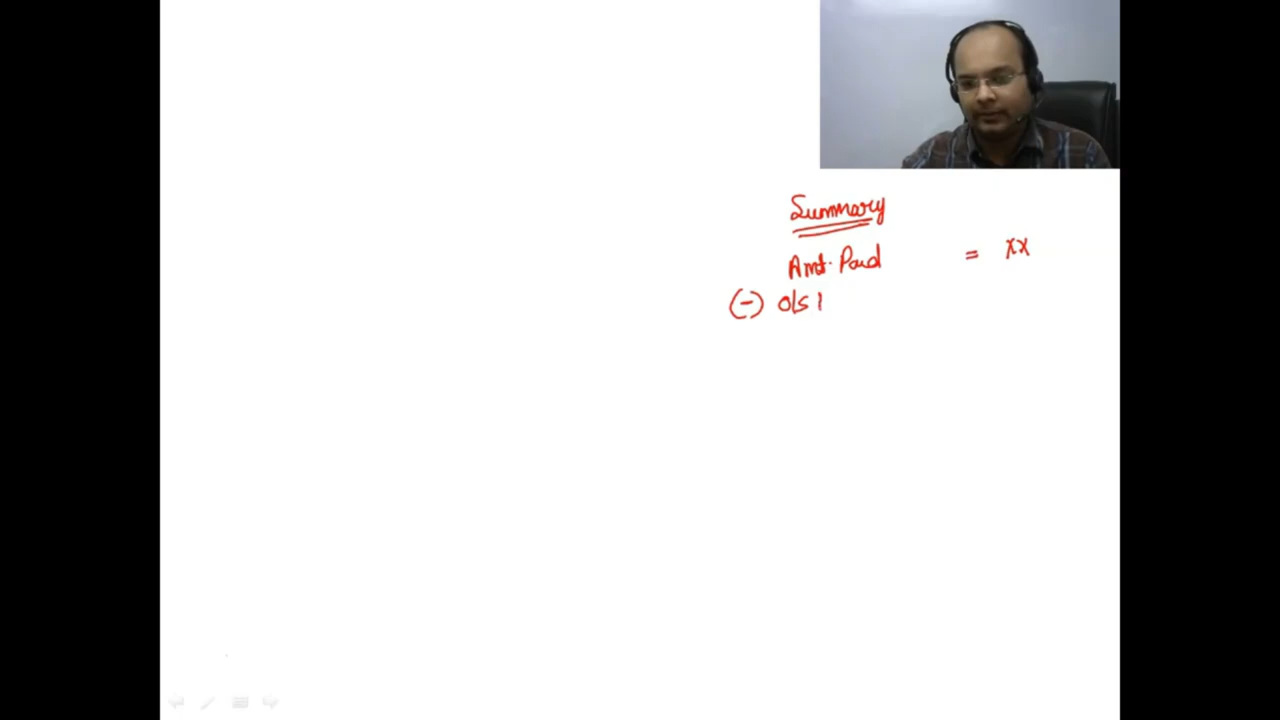 Summary
Amt. Paid = XX
(-) O/S